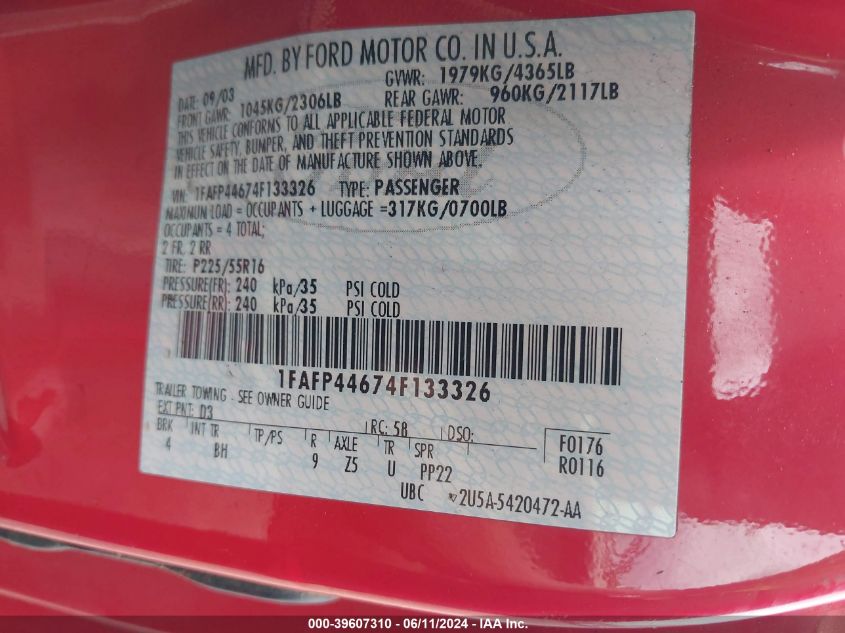 MFD. BY FORD MOTOR CO. IN U.S.A.
DATE: 09/03 GVWR: 1979KG/4365LB
FRONT GAWR: 1045KG/2306LB REAR GAWR: 960KG/2117LB
THIS VEHICLE CONFORMS TO ALL APPLICABLE FEDERAL MOTOR
VEHICLE SAFETY, BUMPER, AND THEFT PREVENTION STANDARDS
IN EFFECT ON THE DATE OF MANUFACTURE SHOWN ABOVE.
VIN: 1FAFP44674F133326 TYPE: PASSENGER
MAXIMUM LOAD = OCCUPANTS + LUGGAGE =317KG/0700LB
OCCUPANTS = 4 TOTAL;
2 FR, 2 RR
TIRE: P225/55R16
PRESSURE(FR): 240 kPa/35 PSI COLD
PRESSURE(RR): 240 kPa/35 PSI COLD
1FAFP44674F133326
TRAILER TOWING - SEE OWNER GUIDE
EXT PNT: D3 RC: 58 DSO: F0176
BRK INT TR TP/PS R AXLE TR SPR R0116
4 BH 9 Z5 U PP22
UBC 2U5A-5420472-AA
000-39607310 - 06/11/2024 - IAA Inc.